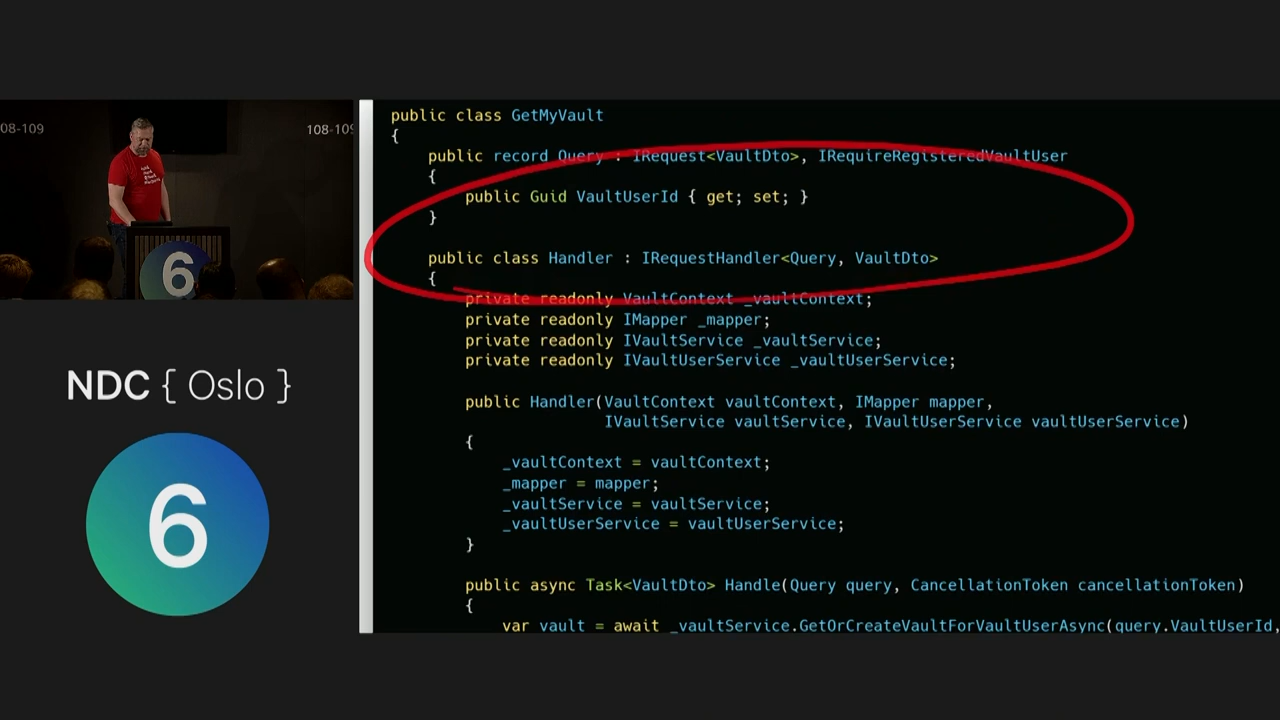 08-109
108-109
6
NDC { Oslo }
6
public class GetMyVault
{
public record Query : IRequest<VaultDto>, IRequireRegisteredVaultUser
{
public Guid VaultUserId { get; set; }
}
public class Handler : IRequestHandler<Query, VaultDto>
{
private readonly VaultContext _vaultContext;
private readonly IMapper _mapper;
private readonly IVaultService _vaultService;
private readonly IVaultUserService _vaultUserService;
public Handler(VaultContext vaultContext, IMapper mapper,
IVaultService vaultService, IVaultUserService vaultUserService)
{
_vaultContext = vaultContext;
_mapper = mapper;
_vaultService = vaultService;
_vaultUserService = vaultUserService;
}
public async Task<VaultDto> Handle(Query query, CancellationToken cancellationToken)
{
var vault = await _vaultService.GetOrCreateVaultForVaultUserAsync(query.VaultUserId,